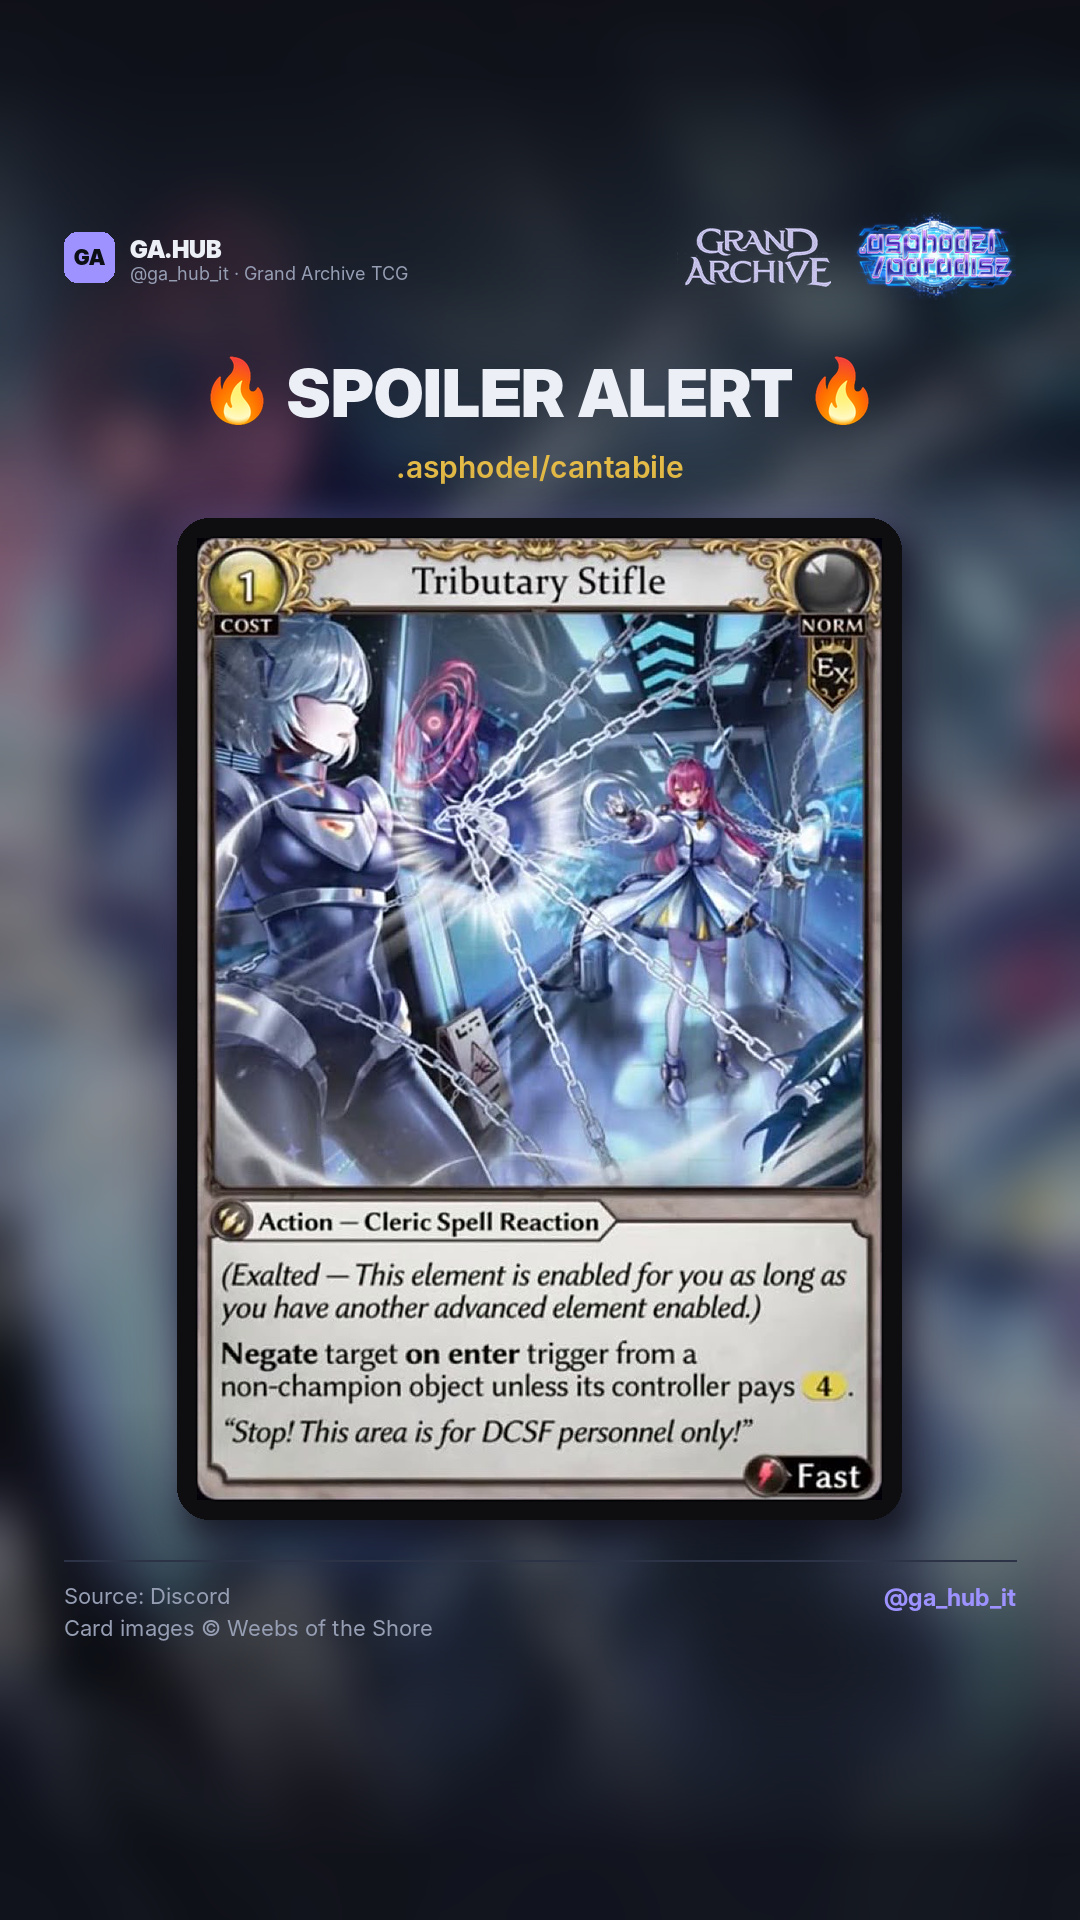 GA
GA.HUB
@ga_hub_it · Grand Archive TCG
GRAND
ARCHIVE
.asphodel
/paradise
🔥 SPOILER ALERT 🔥
.asphodel/cantabile
1
Tributary Stifle
COST
NORM
EX
Action — Cleric Spell Reaction
(Exalted — This element is enabled for you as long as
you have another advanced element enabled.)
Negate target on enter trigger from a
non-champion object unless its controller pays 4.
“Stop! This area is for DCSF personnel only!”
Fast
Source: Discord
@ga_hub_it
Card images © Weebs of the Shore